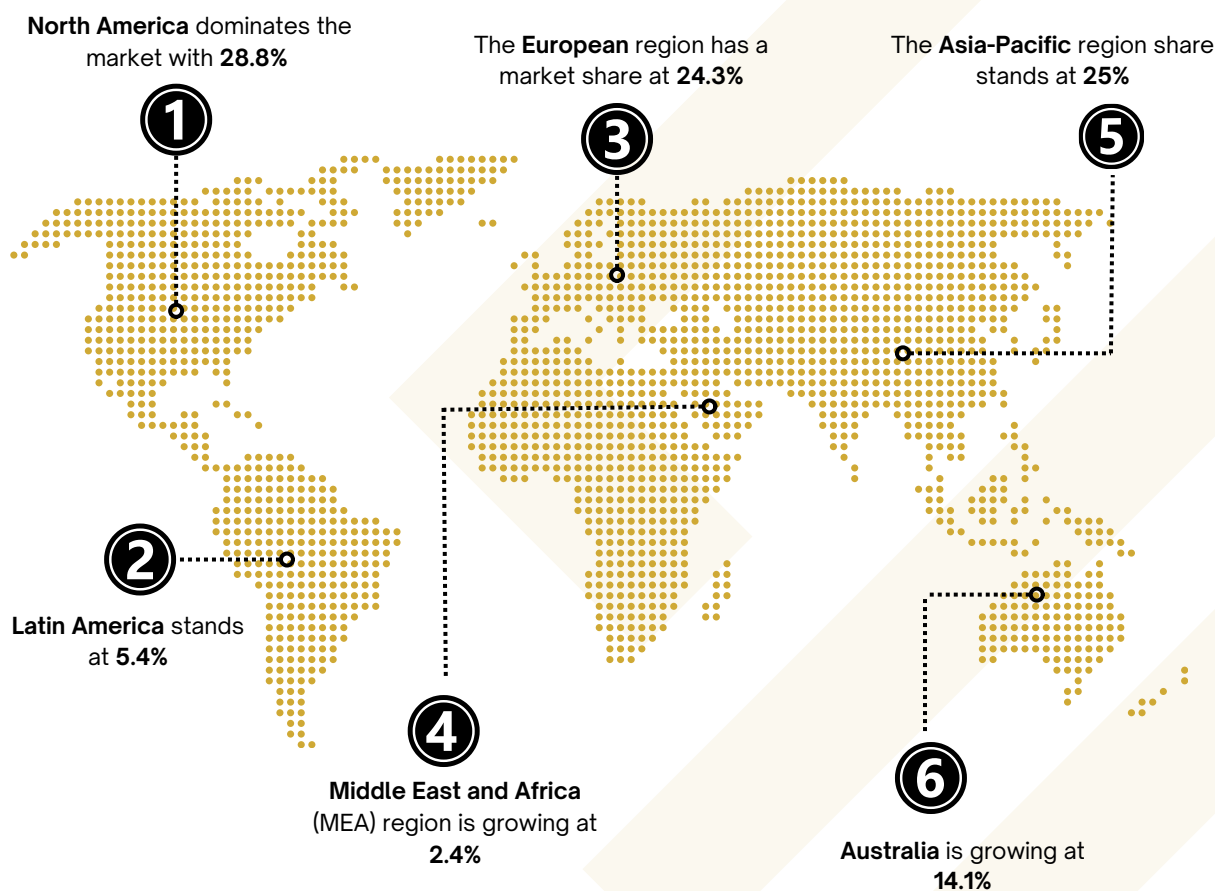 North America dominates the
market with 28.8%
1
The European region has a
market share at 24.3%
3
The Asia-Pacific region share
stands at 25%
5
2
Latin America stands
at 5.4%
4
Middle East and Africa
(MEA) region is growing at
2.4%
6
Australia is growing at
14.1%